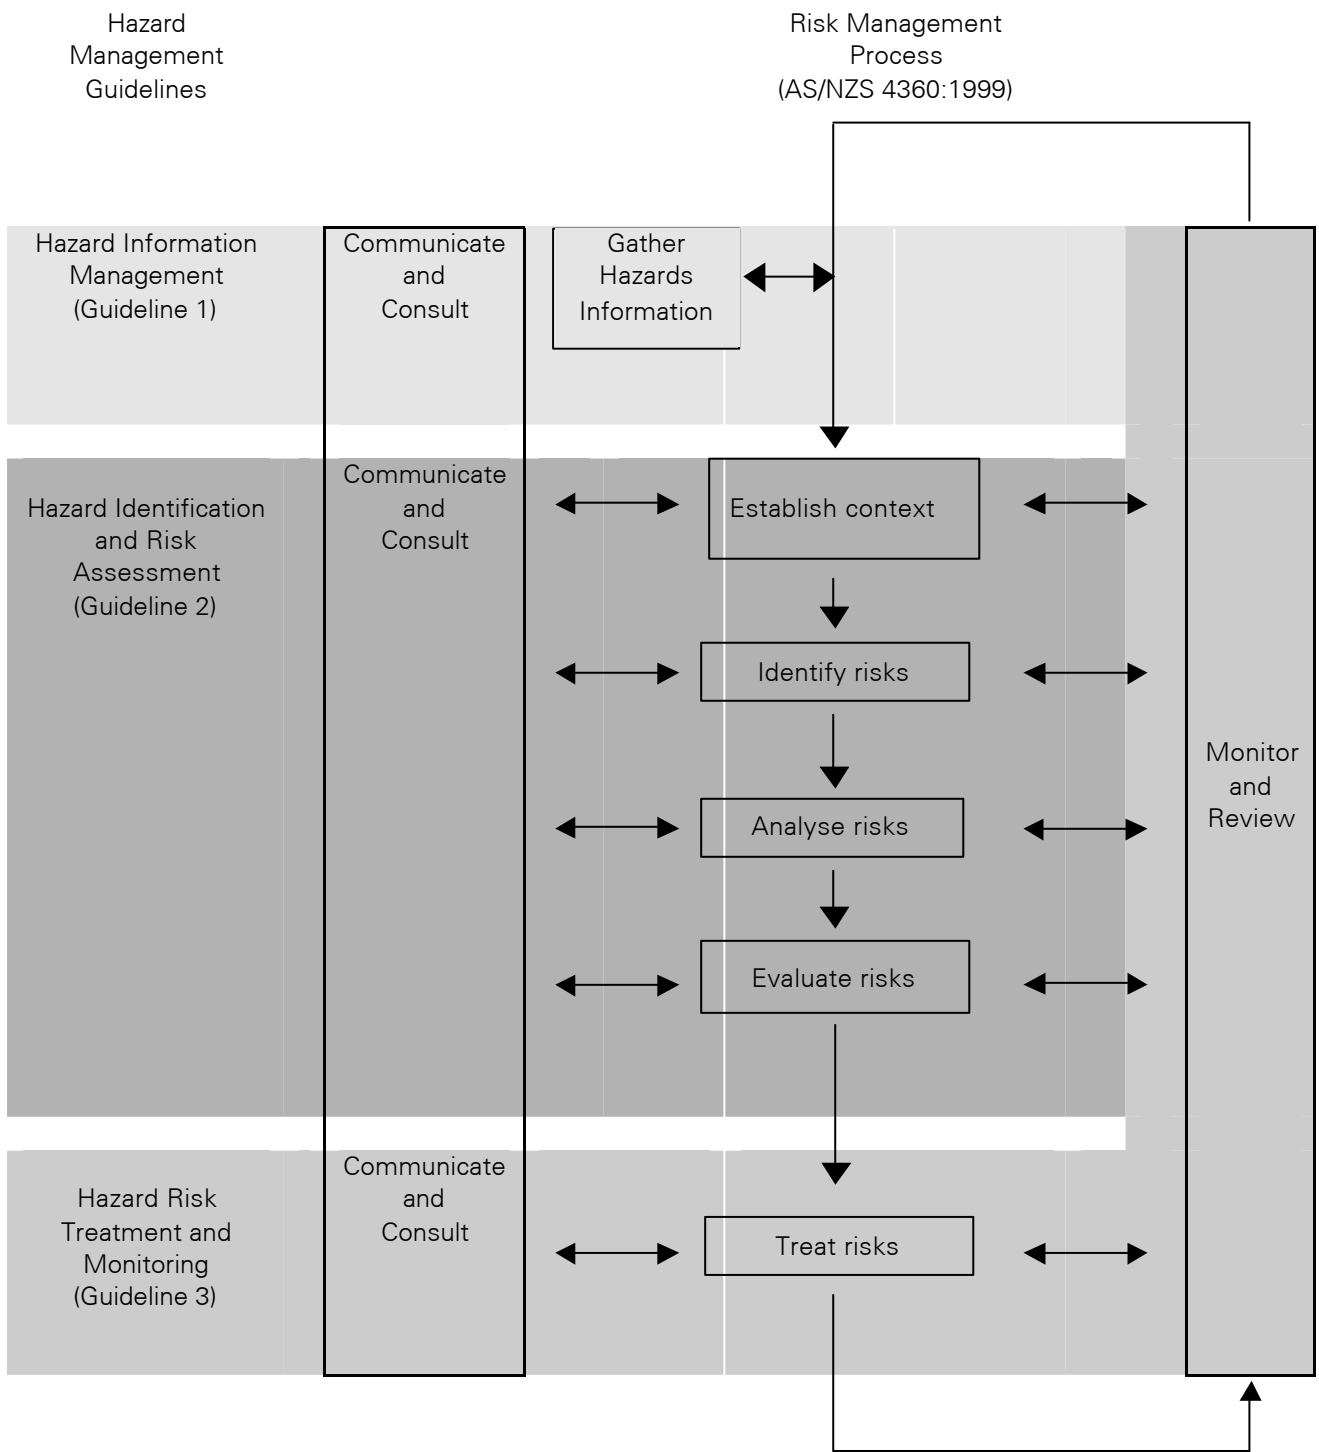 Hazard
Management
Guidelines
Risk Management
Process
(AS/NZS 4360:1999)
Hazard Information
Management
(Guideline 1)
Communicate
and
Consult
Gather
Hazards
Information
Hazard Identification
and Risk
Assessment
(Guideline 2)
Communicate
and
Consult
Establish context
Identify risks
Analyse risks
Evaluate risks
Monitor
and
Review
Hazard Risk
Treatment and
Monitoring
(Guideline 3)
Communicate
and
Consult
Treat risks